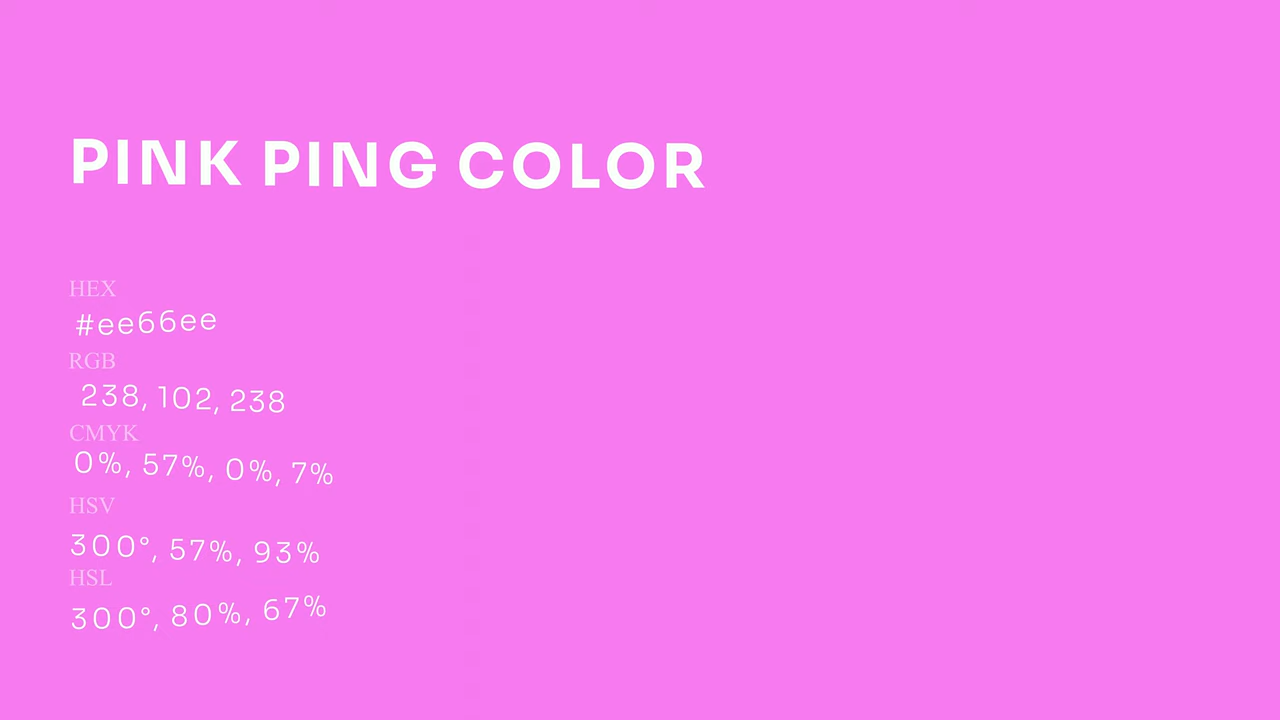 PINK PING COLOR
HEX
#ee66ee
RGB
238, 102, 238
CMYK
0%, 57%, 0%, 7%
HSV
300°, 57%, 93%
HSL
300°, 80%, 67%